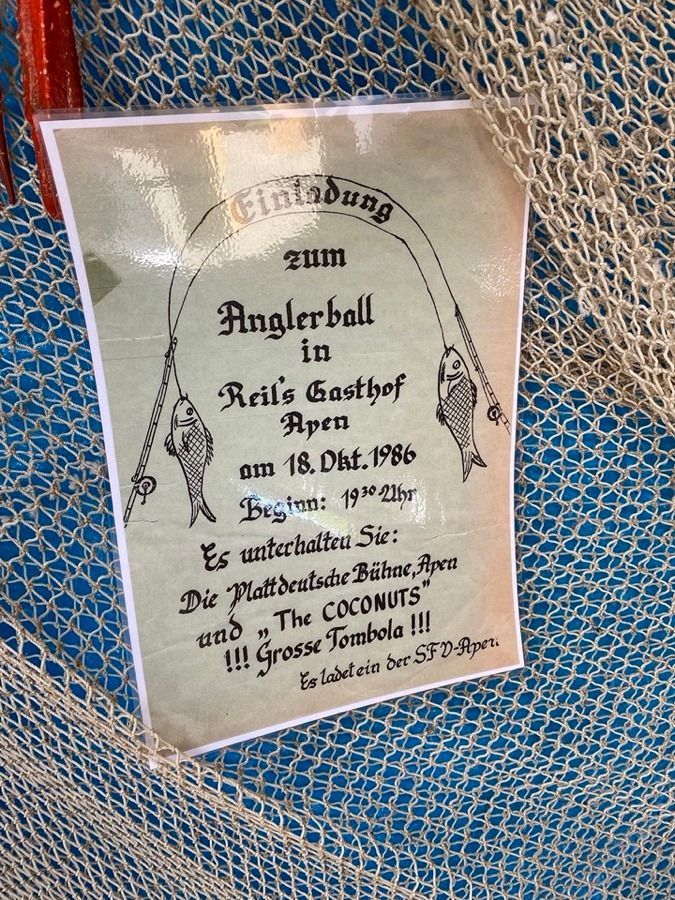 Einladung
zum
Anglerball
in
Reil's Gasthof
Apen
am 18. Okt. 1986
Beginn: 19³⁰ Uhr
Es unterhalten Sie:
Die Plattdeutsche Bühne, Apen
und „The COCONUTS"
!!! Grosse Tombola !!!
Es ladet ein der SFV-Apen.